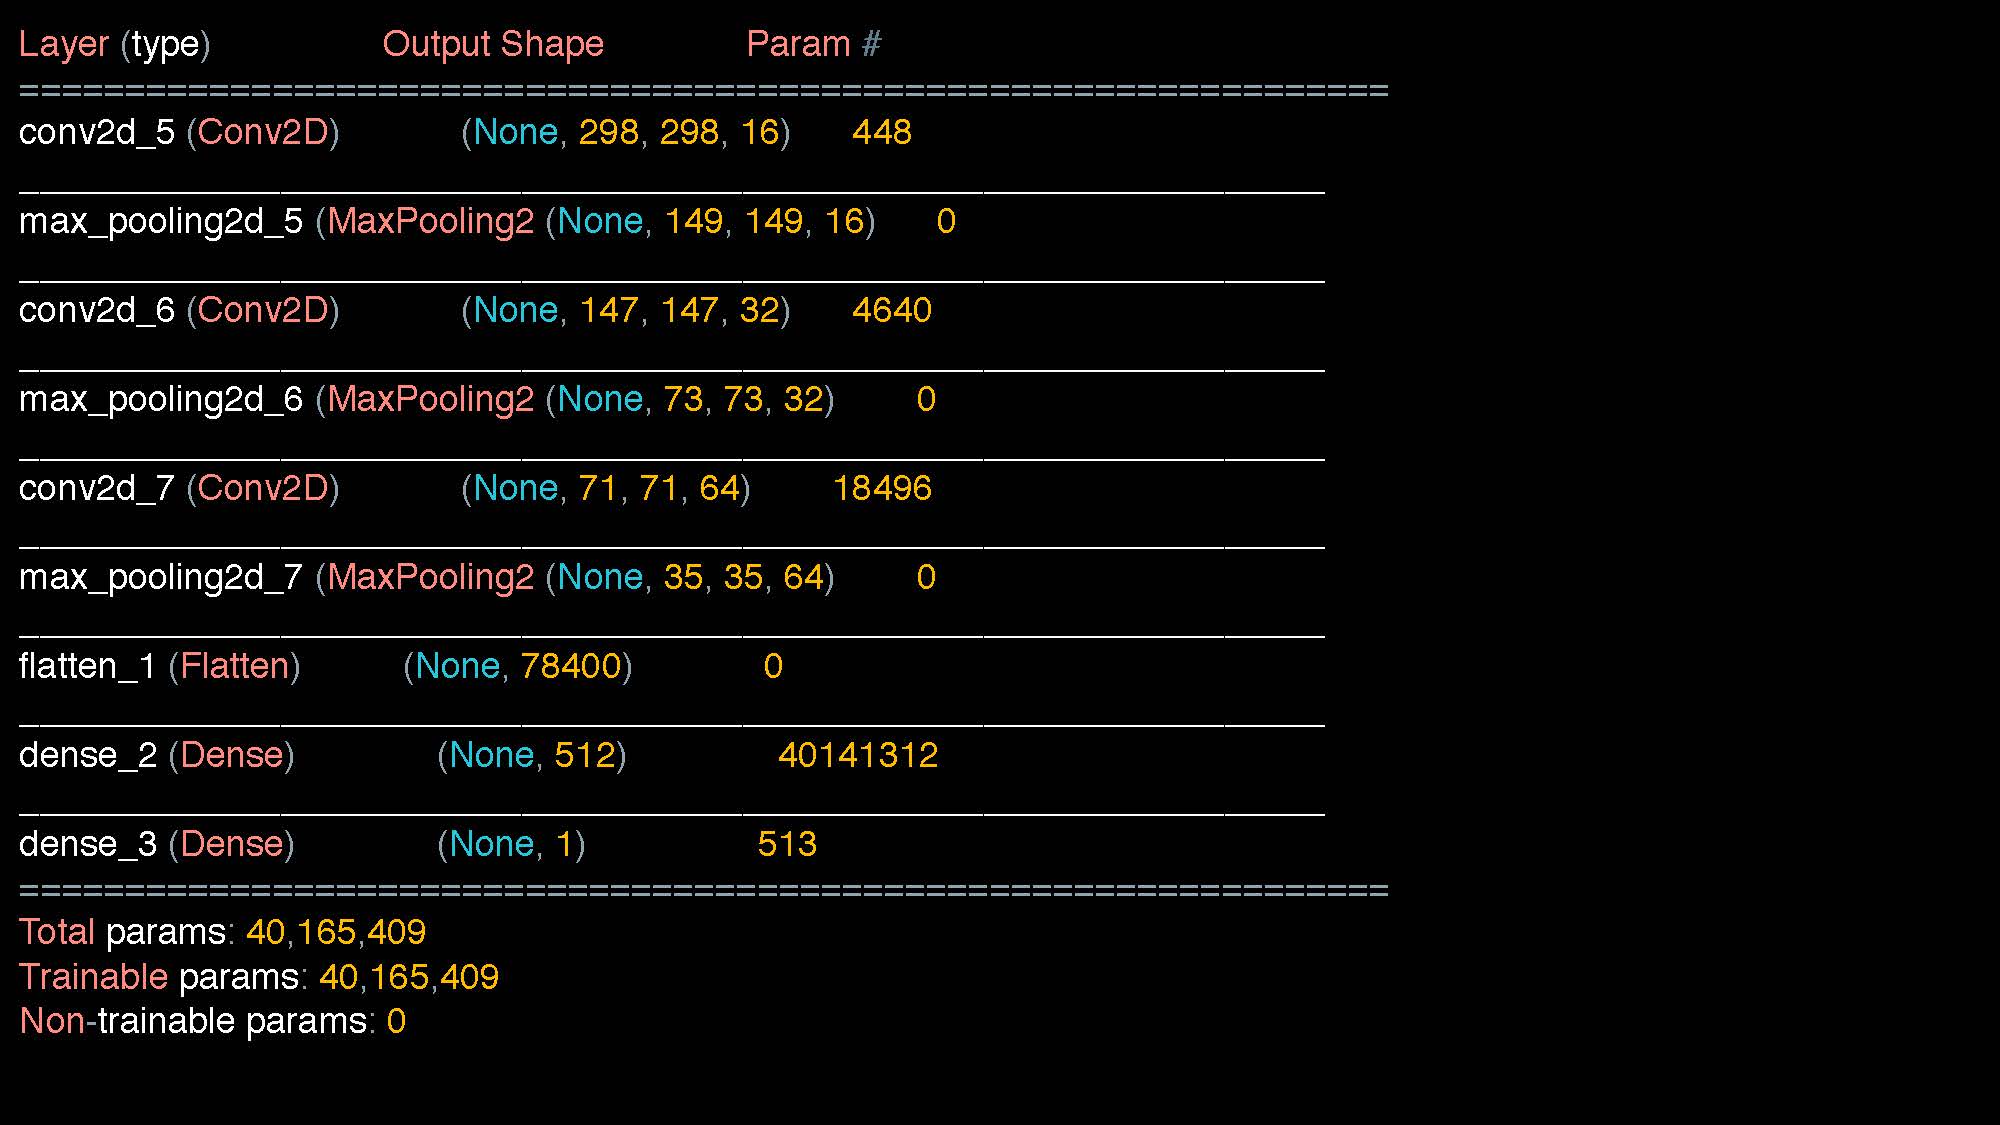 Layer (type) Output Shape Param #
=================================================================
conv2d_5 (Conv2D) (None, 298, 298, 16) 448
_________________________________________________________________
max_pooling2d_5 (MaxPooling2 (None, 149, 149, 16) 0
_________________________________________________________________
conv2d_6 (Conv2D) (None, 147, 147, 32) 4640
_________________________________________________________________
max_pooling2d_6 (MaxPooling2 (None, 73, 73, 32) 0
_________________________________________________________________
conv2d_7 (Conv2D) (None, 71, 71, 64) 18496
_________________________________________________________________
max_pooling2d_7 (MaxPooling2 (None, 35, 35, 64) 0
_________________________________________________________________
flatten_1 (Flatten) (None, 78400) 0
_________________________________________________________________
dense_2 (Dense) (None, 512) 40141312
_________________________________________________________________
dense_3 (Dense) (None, 1) 513
=================================================================
Total params: 40,165,409
Trainable params: 40,165,409
Non-trainable params: 0